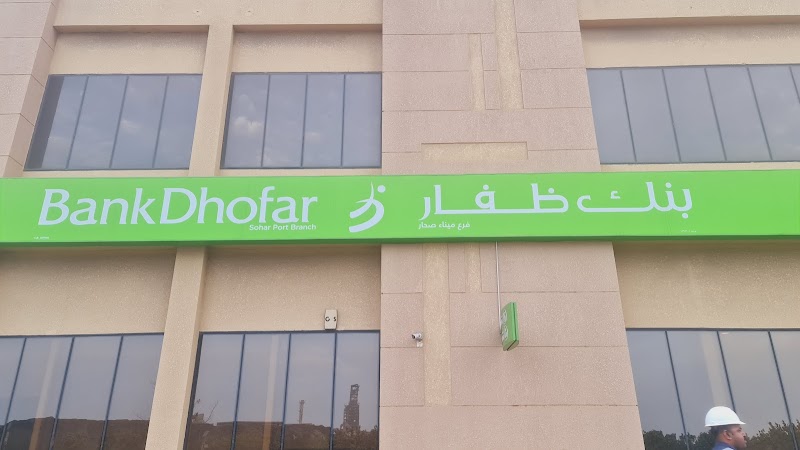 BankDhofar
Sohar Port Branch
بنك ظفار
فرع ميناء صحار